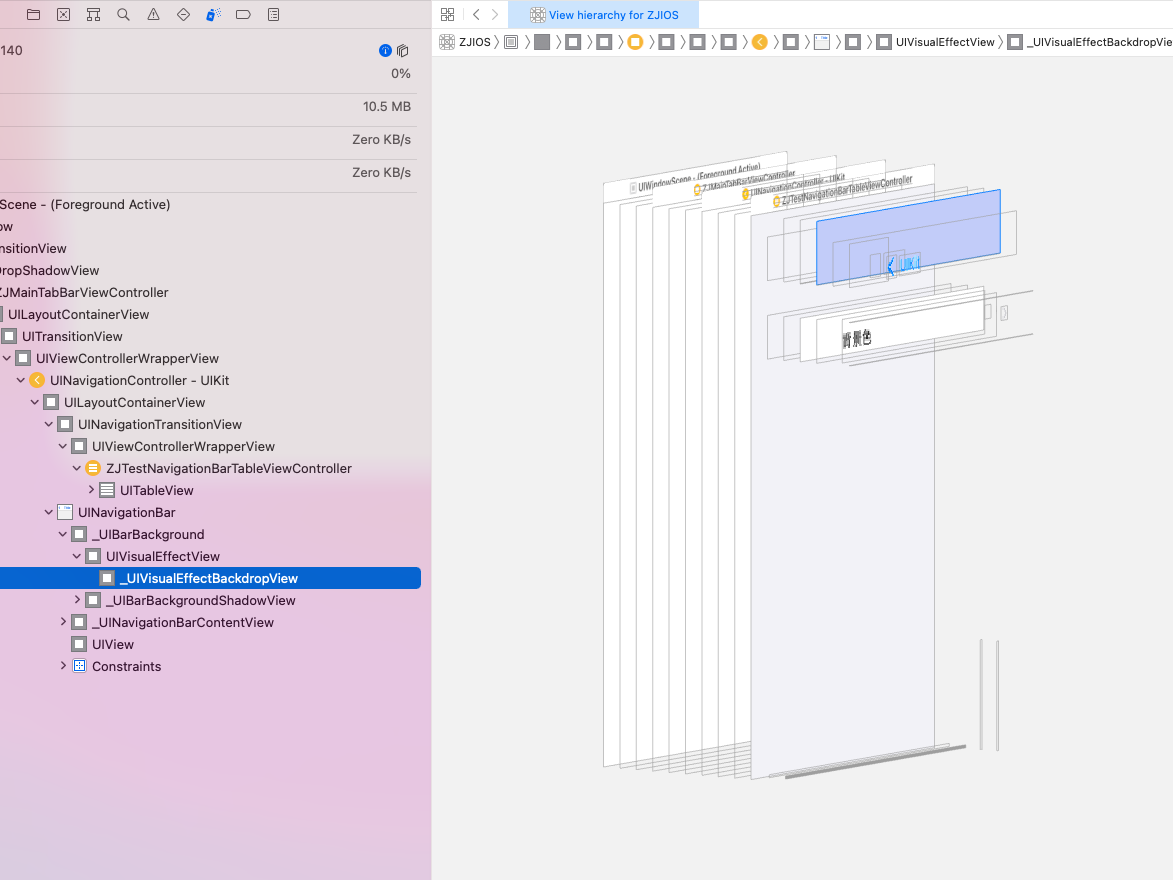 View hierarchy for ZJIOS
ZJIOS
UIVisualEffectView
_UIVisualEffectBackdropVie
140
0%
10.5 MB
Zero KB/s
Zero KB/s
Scene - (Foreground Active)
ow
nsitionView
DropShadowView
ZJMainTabBarViewController
UILayoutContainerView
UITransitionView
UIViewControllerWrapperView
UINavigationController - UIKit
UILayoutContainerView
UINavigationTransitionView
UIViewControllerWrapperView
ZJTestNavigationBarTableViewController
UITableView
UINavigationBar
_UIBarBackground
UIVisualEffectView
_UIVisualEffectBackdropView
_UIBarBackgroundShadowView
_UINavigationBarContentView
UIView
Constraints
UIWindowScene - (Foreground Active)
ZJMainTabBarViewController
UINavigationController - UIKit
ZJTestNavigationBarTableViewController
UIKit
背景色